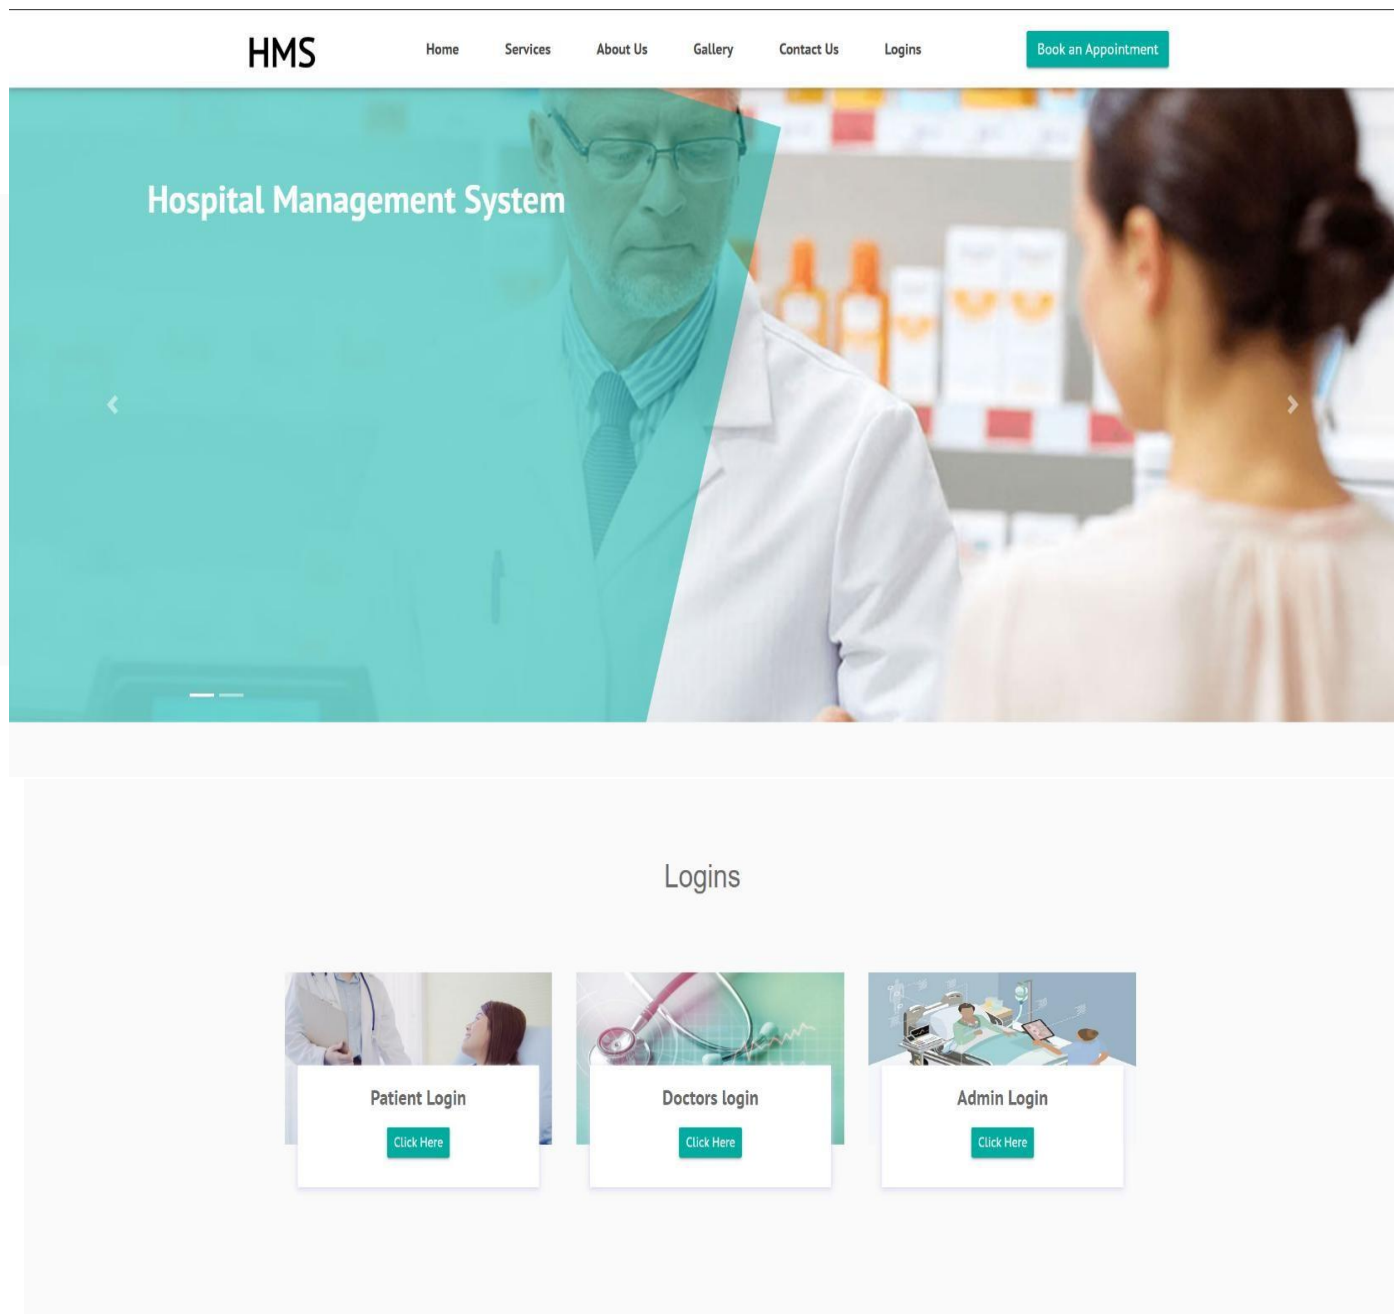 HMS Home Services About Us Gallery Contact Us Logins Book an Appointment
Hospital Management System
Logins
Patient Login Doctors login Admin Login
Click Here Click Here Click Here